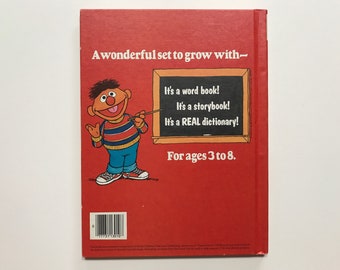 A wonderful set to grow with—
It's a word book!
It's a storybook!
It's a REAL dictionary!
For ages 3 to 8.